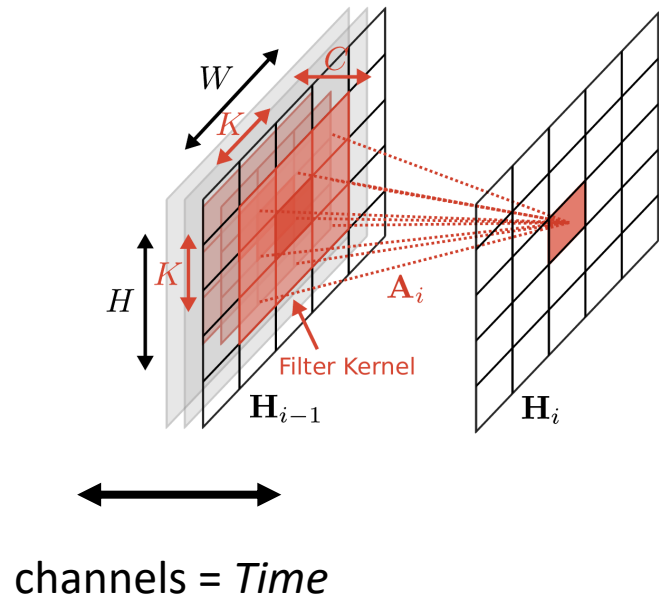 C
W
K
K
H
A_i
Filter Kernel
H_{i-1}
H_i
channels = Time